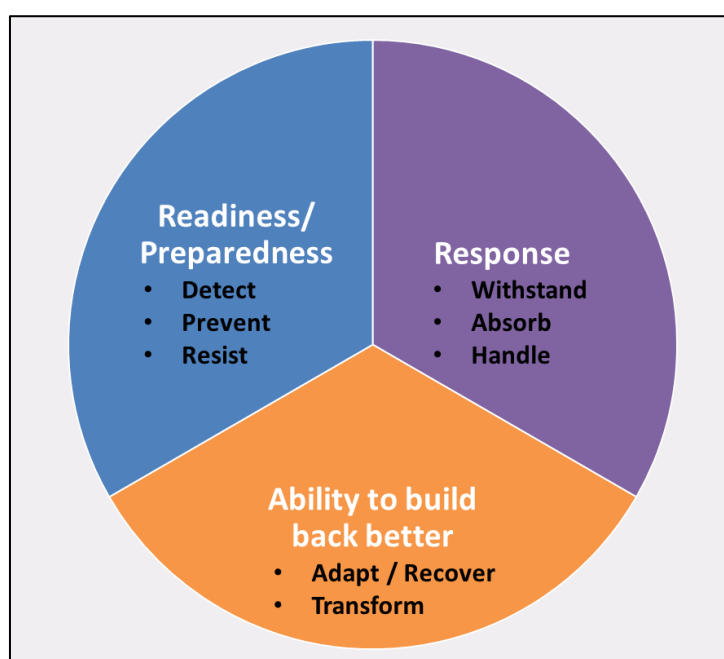 Readiness/
Preparedness
• Detect
• Prevent
• Resist
Response
• Withstand
• Absorb
• Handle
Ability to build
back better
• Adapt / Recover
• Transform